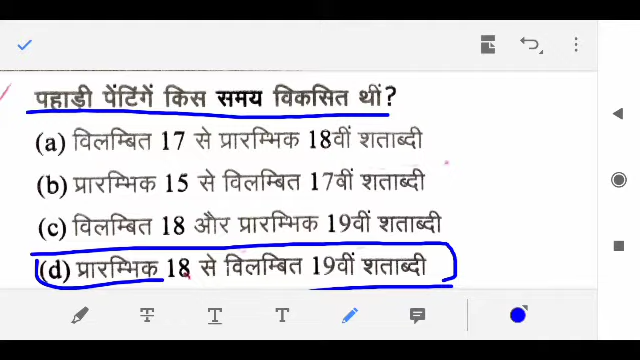 पहाड़ी पेंटिंगें किस समय विकसित थीं?
(a) विलम्बित 17 से प्रारम्भिक 18वीं शताब्दी
(b) प्रारम्भिक 15 से विलम्बित 17वीं शताब्दी
(c) विलम्बित 18 और प्रारम्भिक 19वीं शताब्दी
(d) प्रारम्भिक 18 से विलम्बित 19वीं शताब्दी